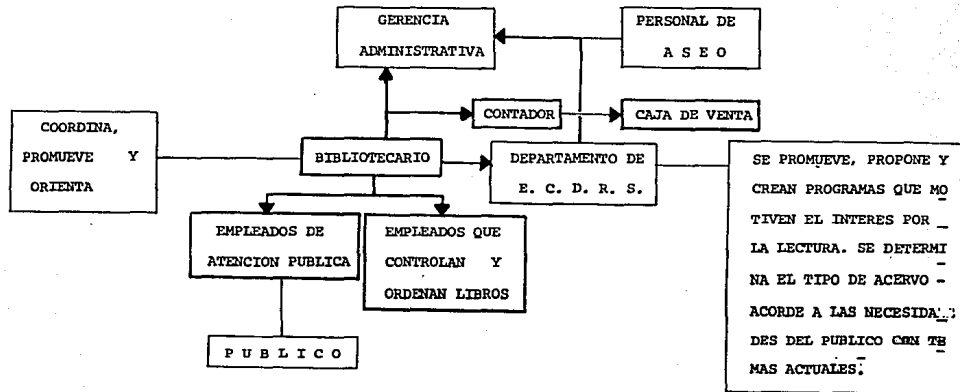 GERENCIA
ADMINISTRATIVA
PERSONAL DE
A S E O
CONTADOR
CAJA DE VENTA
COORDINA,
PROMUEVE Y
ORIENTA
BIBLIOTECARIO
DEPARTAMENTO DE
E. C. D. R. S.
SE PROMUEVE, PROPONE Y
CREAN PROGRAMAS QUE MO
TIVEN EL INTERES POR _
LA LECTURA. SE DETERMI
NA EL TIPO DE ACERVO -
ACORDE A LAS NECESIDA
DES DEL PUBLICO CON TE
MAS ACTUALES.
EMPLEADOS DE
ATENCION PUBLICA
EMPLEADOS QUE
CONTROLAN Y
ORDENAN LIBROS
P U B L I C O